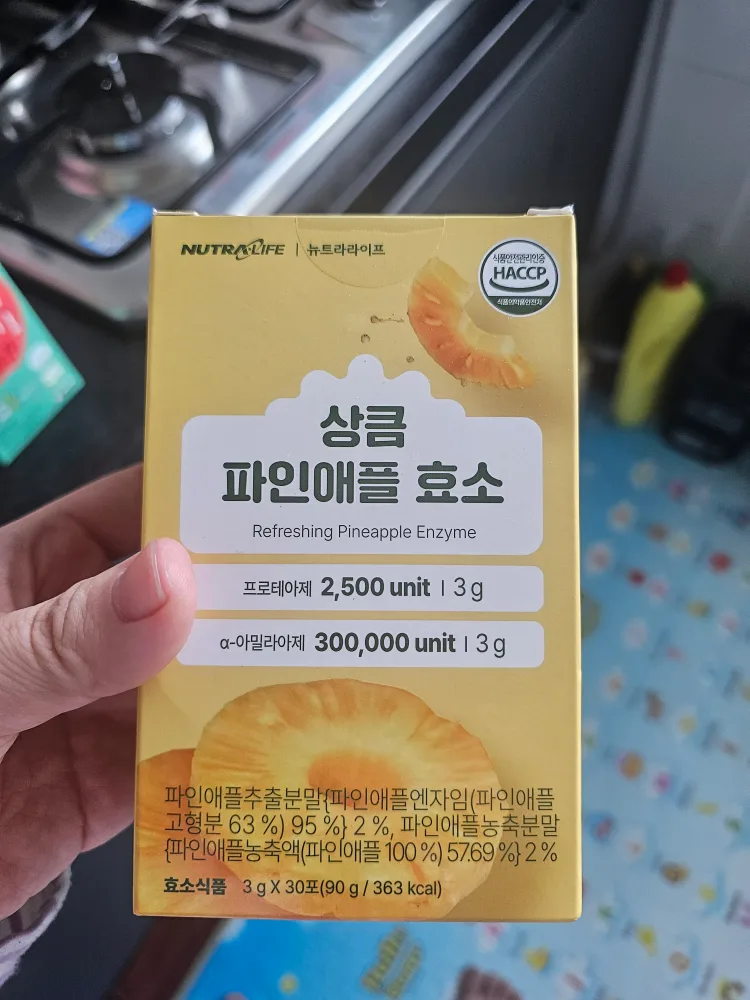 NUTRALIFE | 뉴트라라이프
식품안전관리인증
HACCP
식품의약품안전처
상큼
파인애플 효소
Refreshing Pineapple Enzyme
프로테아제 2,500 unit | 3 g
α-아밀라아제 300,000 unit | 3 g
파인애플추출분말{파인애플엔자임(파인애플
고형분 63 %) 95 %} 2 %, 파인애플농축분말
{파인애플농축액(파인애플 100 %) 57.69 %} 2 %
효소식품 3 g X 30포(90 g / 363 kcal)